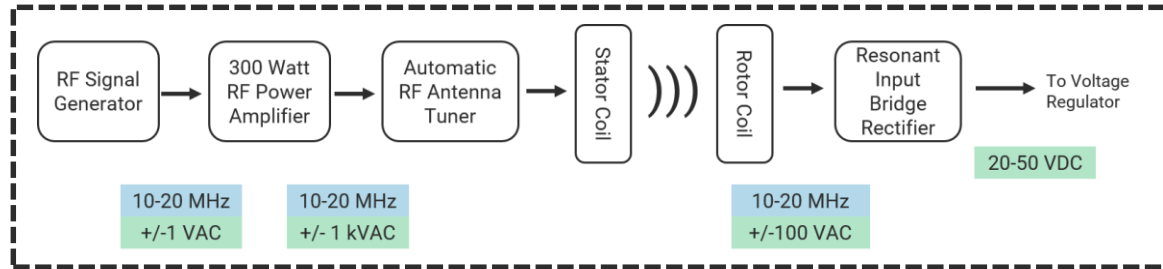 RF Signal
Generator
300 Watt
RF Power
Amplifier
Automatic
RF Antenna
Tuner
Stator Coil
Rotor Coil
Resonant
Input
Bridge
Rectifier
To Voltage
Regulator
20-50 VDC
10-20 MHz
+/-1 VAC
10-20 MHz
+/- 1 kVAC
10-20 MHz
+/-100 VAC